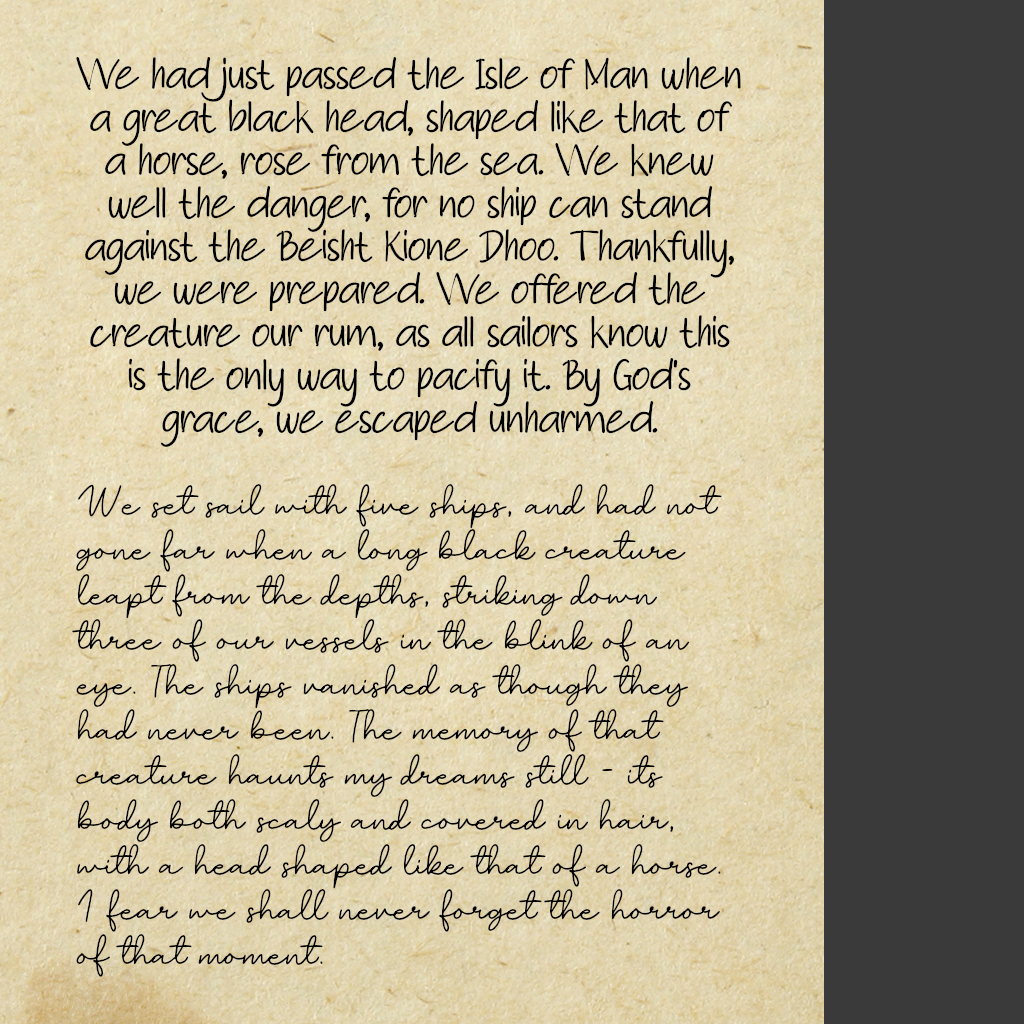 We had just passed the Isle of Man when
a great black head, shaped like that of
a horse, rose from the sea. We knew
well the danger, for no ship can stand
against the Beisht Kione Dhoo. Thankfully,
we were prepared. We offered the
creature our rum, as all sailors know this
is the only way to pacify it. By God's
grace, we escaped unharmed.
We set sail with five ships, and had not
gone far when a long black creature
leapt from the depths, striking down
three of our vessels in the blink of an
eye. The ships vanished as though they
had never been. The memory of that
creature haunts my dreams still - its
body both scaly and covered in hair,
with a head shaped like that of a horse.
I fear we shall never forget the horror
of that moment.